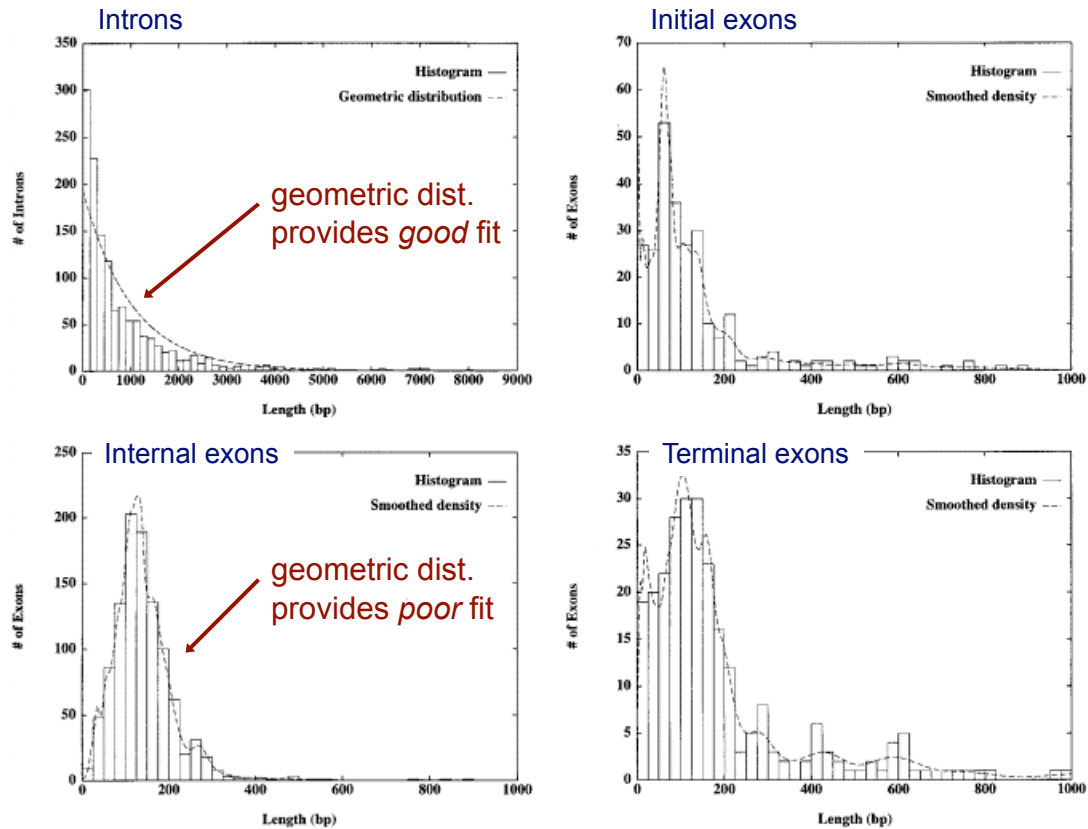 Introns
350
300
250
200
150
100
50
0
# of Introns
Histogram
Geometric distribution
geometric dist.
provides good fit
0 1000 2000 3000 4000 5000 6000 7000 8000 9000
Length (bp)
Initial exons
70
60
50
40
30
20
10
0
# of Exons
Histogram
Smoothed density
0 200 400 600 800 1000
Length (bp)
Internal exons
250
200
150
100
50
0
# of Exons
Histogram
Smoothed density
geometric dist.
provides poor fit
0 200 400 600 800 1000
Length (bp)
Terminal exons
35
30
25
20
15
10
5
0
# of Exons
Histogram
Smoothed density
0 200 400 600 800 1000
Length (bp)